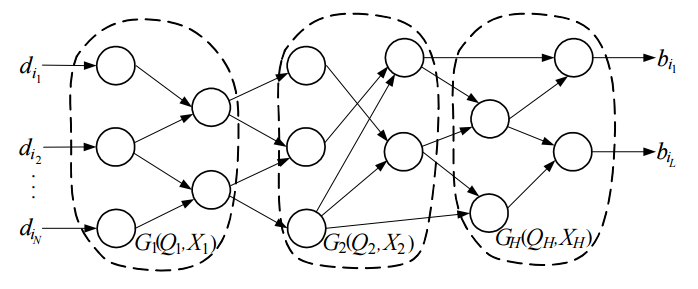 d_{i_1}
b_{i_1}
d_{i_2}
b_{i_L}
⋮
d_{i_N}
G_1(Q_1,X_1)
G_2(Q_2,X_2)
G_H(Q_H,X_H)